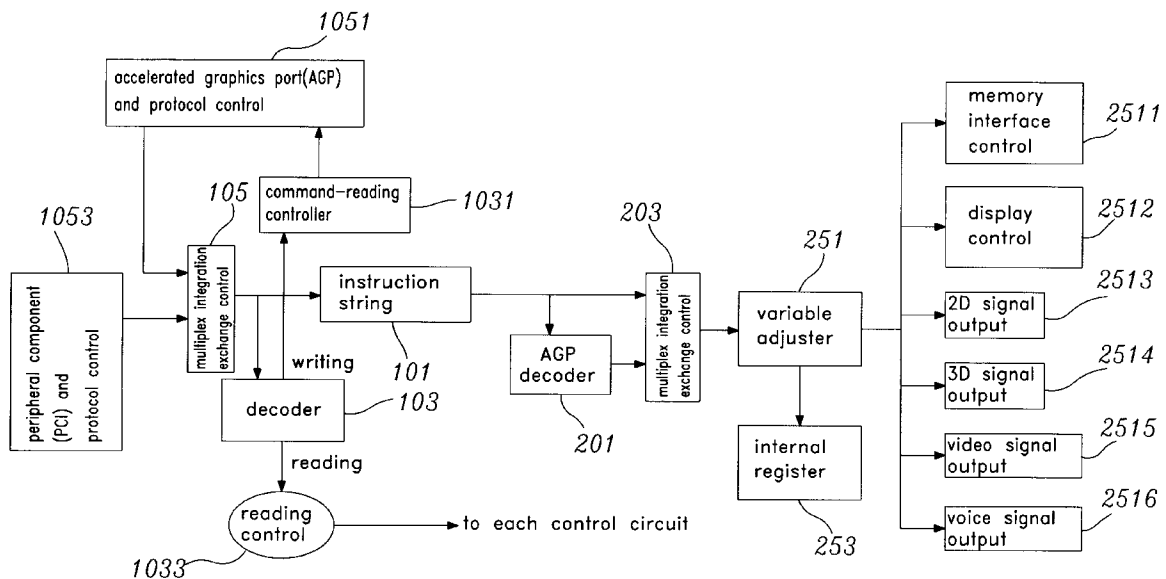 1051
accelerated graphics port(AGP)
and protocol control
1053
peripheral component
(PCI) and
protocol control
105
multiplex integration
exchange control
command-reading
controller
1031
instruction
string
101
writing
decoder
103
reading
reading
control
1033
to each control circuit
AGP
decoder
201
203
multiplex integration
exchange control
251
variable
adjuster
internal
register
253
memory
interface
control
2511
display
control
2512
2D signal
output
2513
3D signal
output
2514
video signal
output
2515
voice signal
output
2516